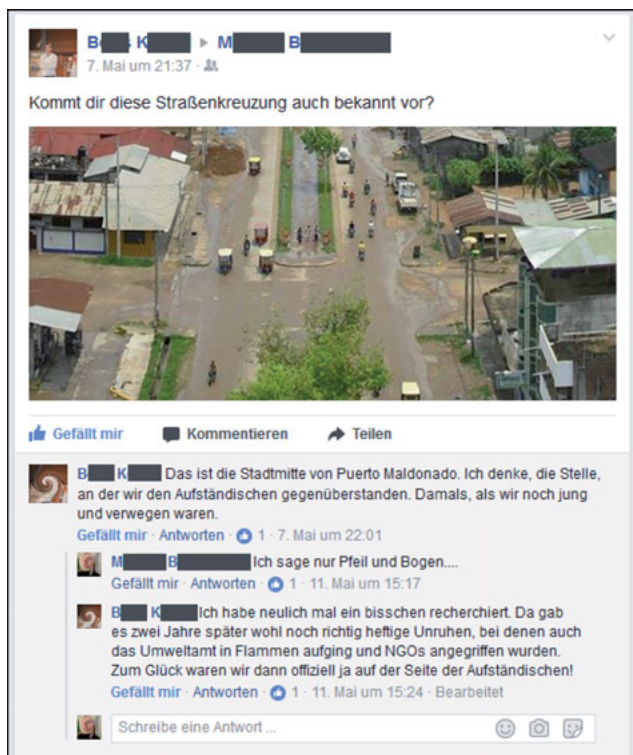 B K ▸ M B
7. Mai um 21:37 ·
Kommt dir diese Straßenkreuzung auch bekannt vor?
Gefällt mir Kommentieren Teilen
B K Das ist die Stadtmitte von Puerto Maldonado. Ich denke, die Stelle,
an der wir den Aufständischen gegenüberstanden. Damals, als wir noch jung
und verwegen waren.
Gefällt mir · Antworten · 1 · 7. Mai um 22:01
M B Ich sage nur Pfeil und Bogen....
Gefällt mir · Antworten · 1 · 11. Mai um 15:17
B K Ich habe neulich mal ein bisschen recherchiert. Da gab
es zwei Jahre später wohl noch richtig heftige Unruhen, bei denen auch
das Umweltamt in Flammen aufging und NGOs angegriffen wurden.
Zum Glück waren wir dann offiziell ja auf der Seite der Aufständischen!
Gefällt mir · Antworten · 1 · 11. Mai um 15:24 · Bearbeitet
Schreibe eine Antwort ...